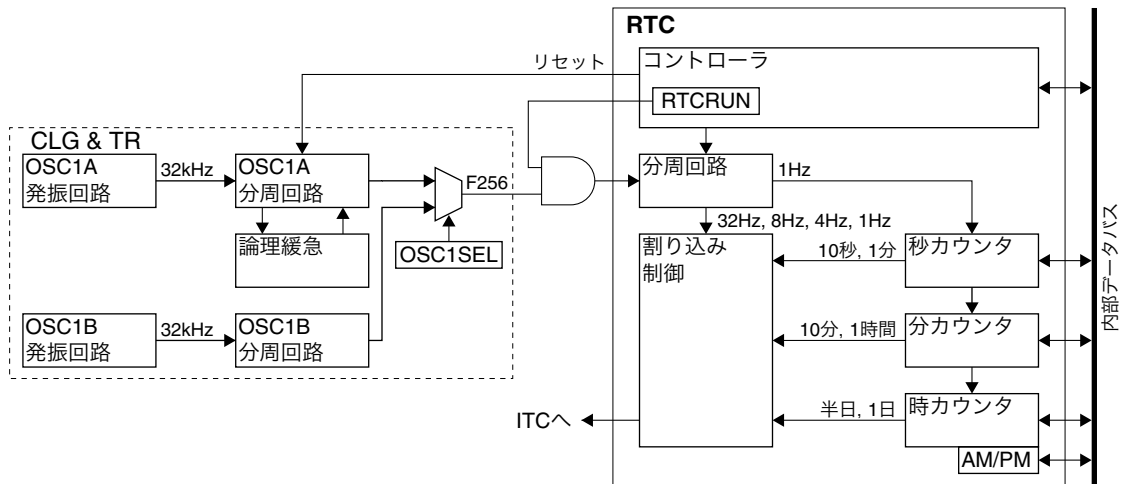 RTC
リセット
コントローラ
RTCRUN
CLG & TR
OSC1A
発振回路
32kHz
OSC1A
分周回路
F256
分周回路
1Hz
32Hz, 8Hz, 4Hz, 1Hz
論理緩急
OSC1SEL
割り込み
制御
10秒, 1分
秒カウンタ
OSC1B
発振回路
32kHz
OSC1B
分周回路
10分, 1時間
分カウンタ
ITCへ
半日, 1日
時カウンタ
AM/PM
内部データバス